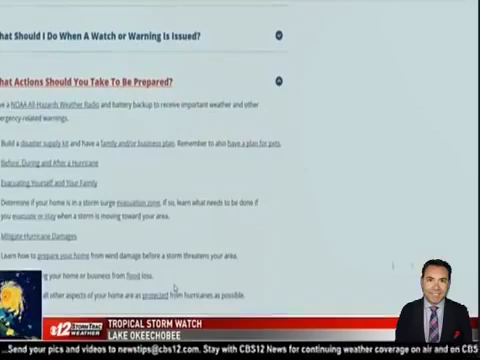 hat Should I Do When A Watch or Warning Is Issued?
hat Actions Should You Take To Be Prepared?
e a NOAA All-Hazards Weather Radio and battery backup to receive important weather and other
ergency-related warnings.
Build a disaster supply kit and have a family and/or business plan. Remember to also have a plan for pets.
Before, During and After a Hurricane
Evacuating Yourself and Your Family
Determine if your home is in a storm surge evacuation zone. If so, learn what needs to be done if
you evacuate or stay when a storm is moving toward your area.
Mitigate Hurricane Damages
Learn how to prepare your home from wind damage before a storm threatens your area.
ng your home or business from flood loss.
all other aspects of your home are as protected from hurricanes as possible.
12 STORMTRAC WEATHER
TROPICAL STORM WATCH
LAKE OKEECHOBEE
...Send your pics and videos to newstips@cbs12.com. Stay with CBS12 News for continuing weather coverage on air and on CBS